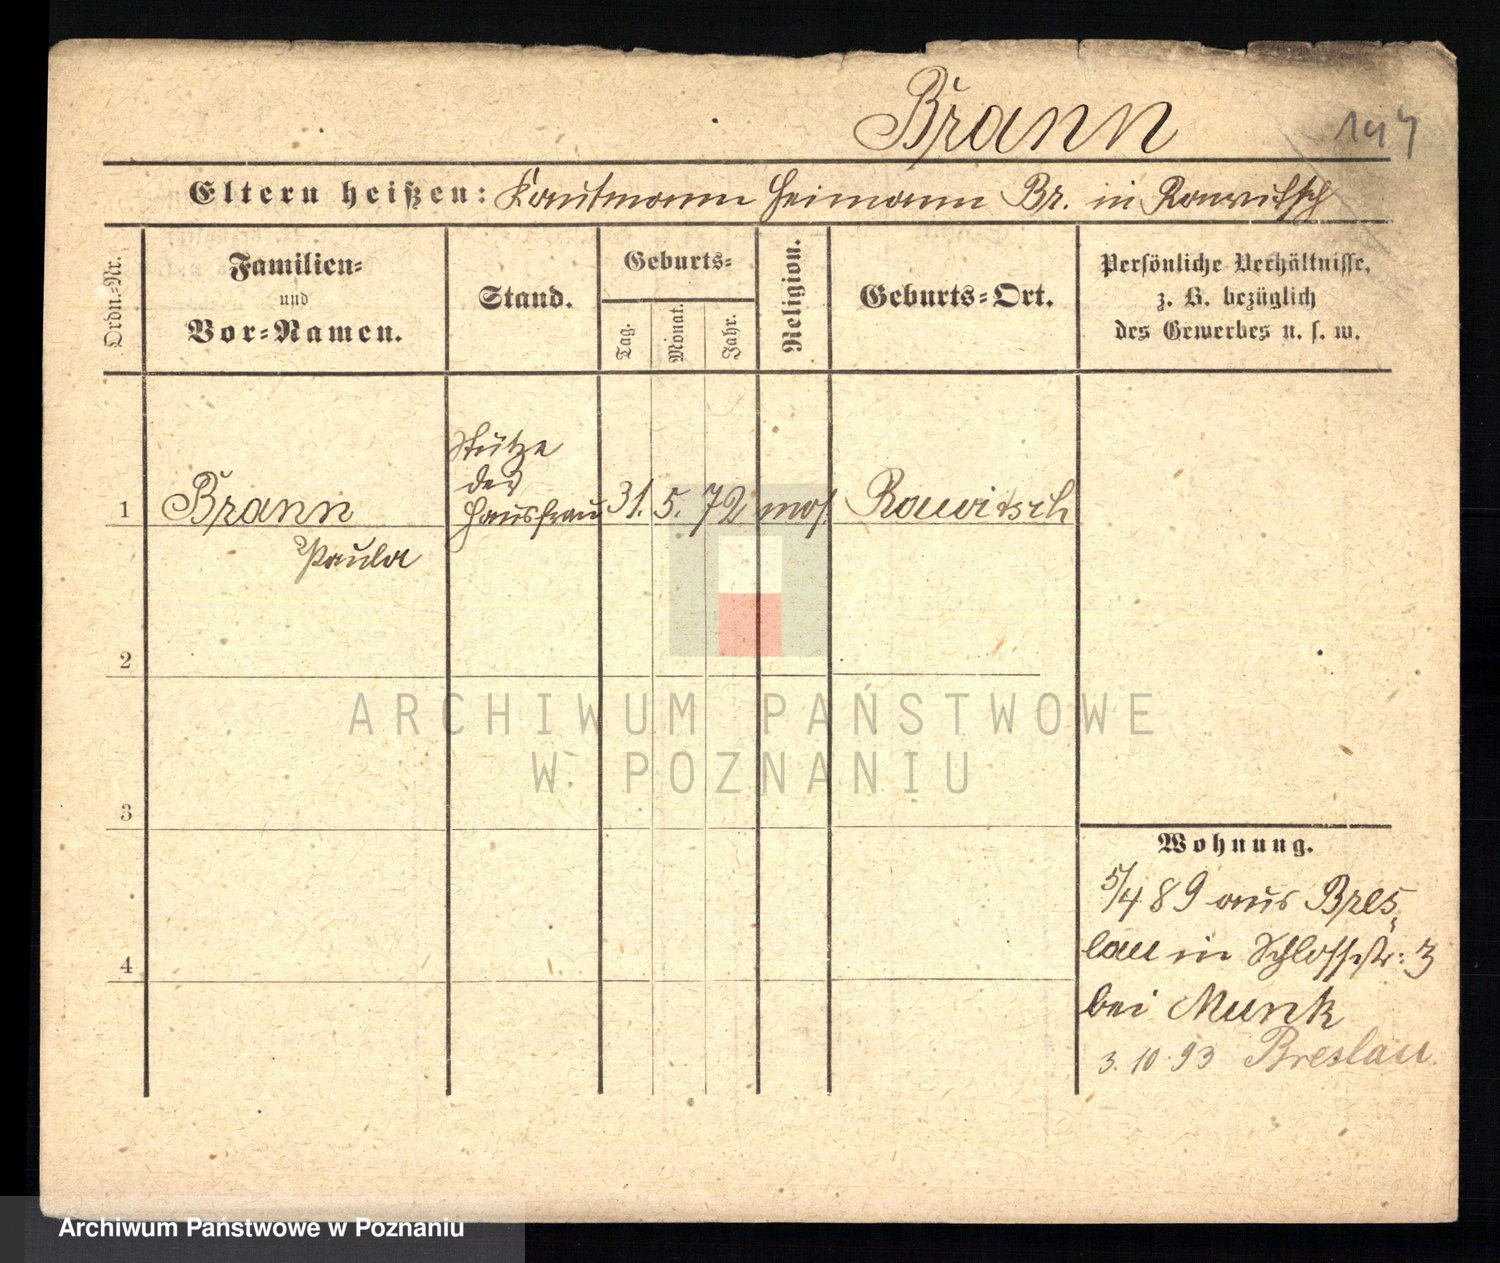 Brann
147
Eltern heißen: Kaufmann Heimann Br. in Rawitsch
Ordn.-Nr.
Familien-
und
Vor-Namen.
Stand.
Geburts-
Tag.
Monat.
Jahr.
Religion.
Geburts-Ort.
Persönliche Verhältnisse,
z. B. bezüglich
des Gewerbes u. s. w.
1
Brann
Paula
Stütze
der
Hausfrau
31. 5. 72 mos. Rawitsch
2
3
4
Wohnung.
5/4 89 aus Bres-
lau in Schlossstr: 3
bei Munk
3. 10. 93 Breslau
ARCHIWUM PAŃSTWOWE
W POZNANIU
Archiwum Państwowe w Poznaniu